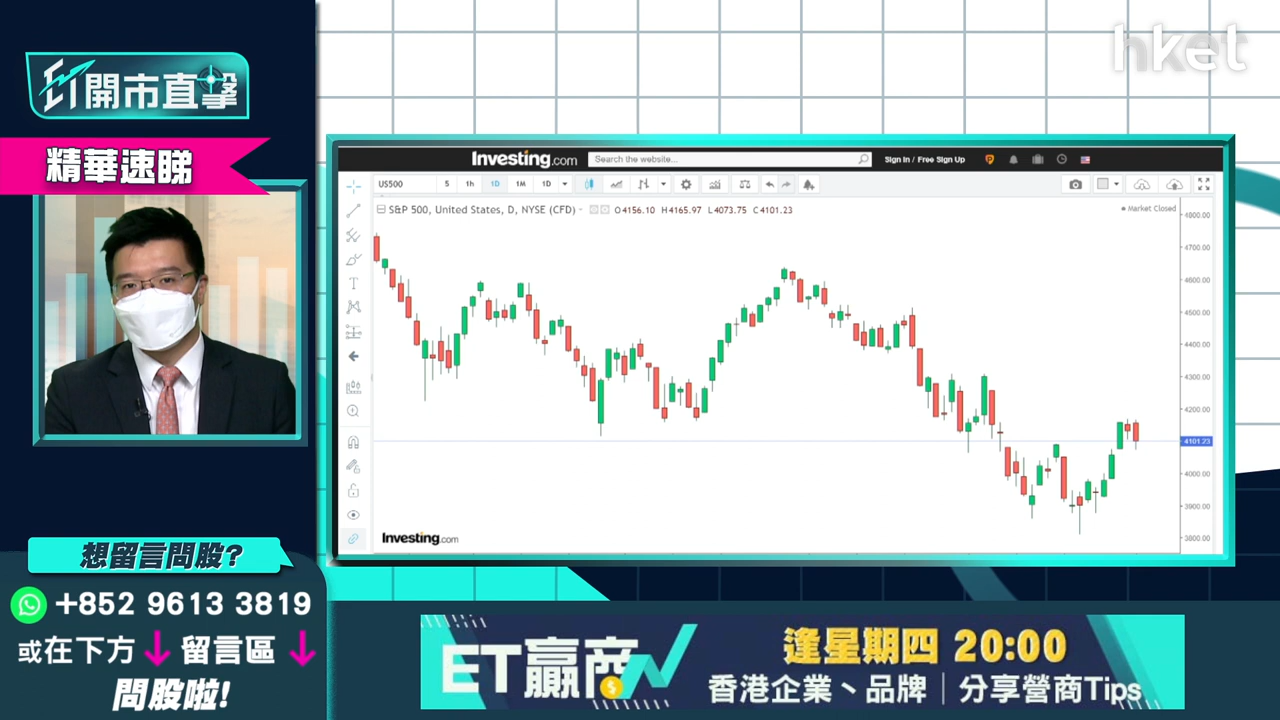 hket
ET開市直擊
精華速睇
Investing.com
Search the website...
Sign In / Free Sign Up
US500
5 1h 1D 1M 1D
S&P 500, United States, D, NYSE (CFD)
O4156.10 H4165.97 L4073.75 C4101.23
Market Closed
4800.00
4700.00
4600.00
4500.00
4400.00
4300.00
4200.00
4101.23
4000.00
3900.00
3800.00
Investing.com
想留言問股?
+852 9613 3819
或在下方 留言區
問股啦!
ET贏商
逢星期四 20:00
香港企業、品牌│分享營商Tips